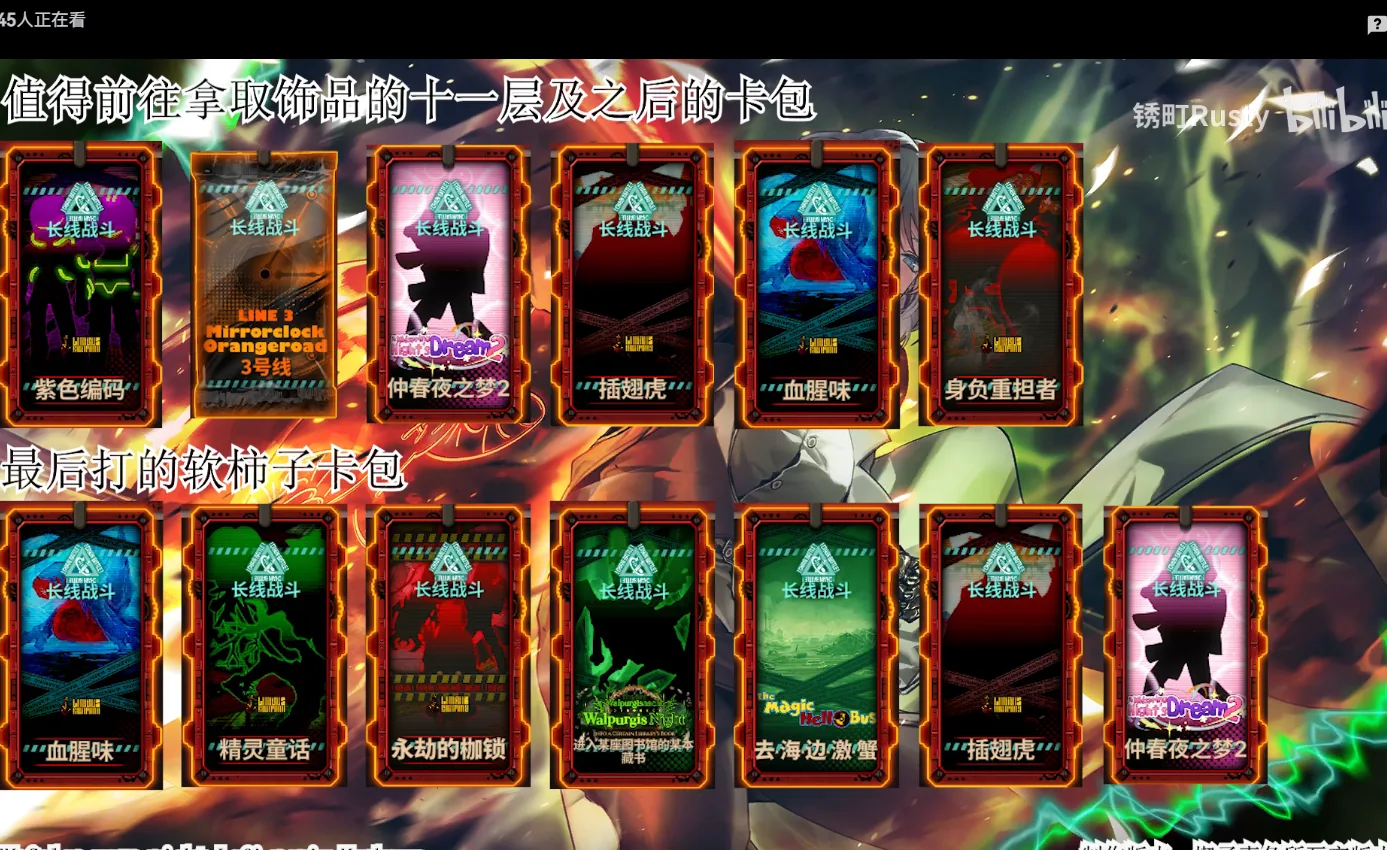 45人正在看
?
值得前往拿取饰品的十一层及之后的卡包
锈町Rusty bilibili
长线战斗
紫色编码
长线战斗
LINE 3
Mirrorclock
Orangeroad
3号线
长线战斗
Dream2
仲春夜之梦2
长线战斗
插翅虎
长线战斗
血腥味
长线战斗
身负重担者
最后打的软柿子卡包
长线战斗
血腥味
长线战斗
精灵童话
长线战斗
永劫的枷锁
长线战斗
Walpurgis Night
进入某座图书馆的某本
藏书
长线战斗
The
Magic
Hell Bus
去海边激蟹
长线战斗
插翅虎
长线战斗
Dream2
仲春夜之梦2